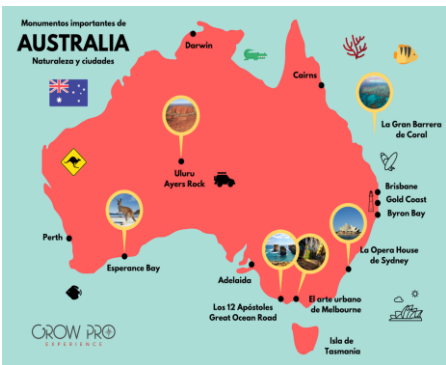 Monumentos importantes de
AUSTRALIA
Naturaleza y ciudades
Darwin
Cairns
La Gran Barrera
de Coral
Uluru
Ayers Rock
Brisbane
Gold Coast
Byron Bay
Perth
Esperance Bay
La Opera House
de Sydney
Adelaida
Los 12 Apóstoles
Great Ocean Road
El arte urbano
de Melbourne
Isla de
Tasmania
GROW PRO
EXPERIENCE